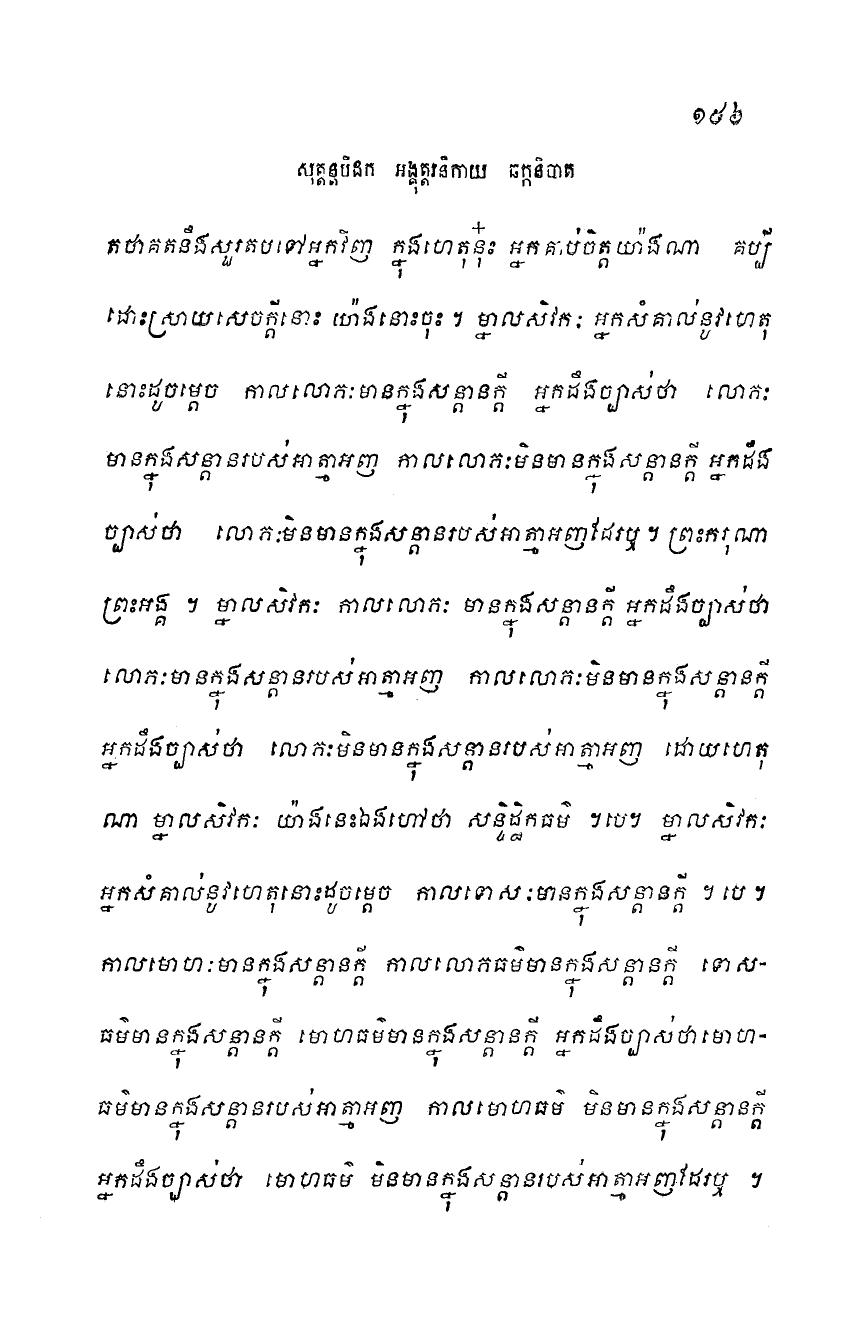 ១៩៦
សុត្តន្តបិដក អង្គុត្តរនិកាយ ឆក្កនិបាត
តថាគតនឹងសួរតបទៅអ្នកវិញ ក្នុងហេតុនុ៎ះ អ្នកគាប់ចិត្តយ៉ាងណា គប្បី
ដោះស្រាយសេចក្តីនោះ យ៉ាងនោះចុះ ។ ម្នាលសិវកៈ អ្នកសំគាល់នូវហេតុ
នោះដូចម្តេច កាលលោភៈមានក្នុងសន្តានក្តី អ្នកដឹងច្បាស់ថា លោភៈ
មានក្នុងសន្តានរបស់អាត្មាអញ កាលលោភៈមិនមានក្នុងសន្តានក្តី អ្នកដឹង
ច្បាស់ថា លោភៈមិនមានក្នុងសន្តានរបស់អាត្មាអញដែរឬ ។ ព្រះករុណា
ព្រះអង្គ ។ ម្នាលសិវកៈ កាលលោភៈ មានក្នុងសន្តានក្តី អ្នកដឹងច្បាស់ថា
លោភៈមានក្នុងសន្តានរបស់អាត្មាអញ កាលលោភៈមិនមានក្នុងសន្តានក្តី
អ្នកដឹងច្បាស់ថា លោភៈមិនមានក្នុងសន្តានរបស់អាត្មាអញ ដោយហេតុ
ណា ម្នាលសិវកៈ យ៉ាងនេះឯងហៅថា សន្ទិដ្ឋិកធម៌ ។បេ។ ម្នាលសិវកៈ
អ្នកសំគាល់នូវហេតុនោះដូចម្តេច កាលទោសៈមានក្នុងសន្តានក្តី ។ បេ ។
កាលមោហៈមានក្នុងសន្តានក្តី កាលលោភធម៌មានក្នុងសន្តានក្តី ទោស-
ធម៌មានក្នុងសន្តានក្តី មោហធម៌មានក្នុងសន្តានក្តី អ្នកដឹងច្បាស់ថាមោហ-
ធម៌មានក្នុងសន្តានរបស់អាត្មាអញ កាលមោហធម៌ មិនមានក្នុងសន្តានក្តី
អ្នកដឹងច្បាស់ថា មោហធម៌ មិនមានក្នុងសន្តានរបស់អាត្មាអញដែរឬ ។